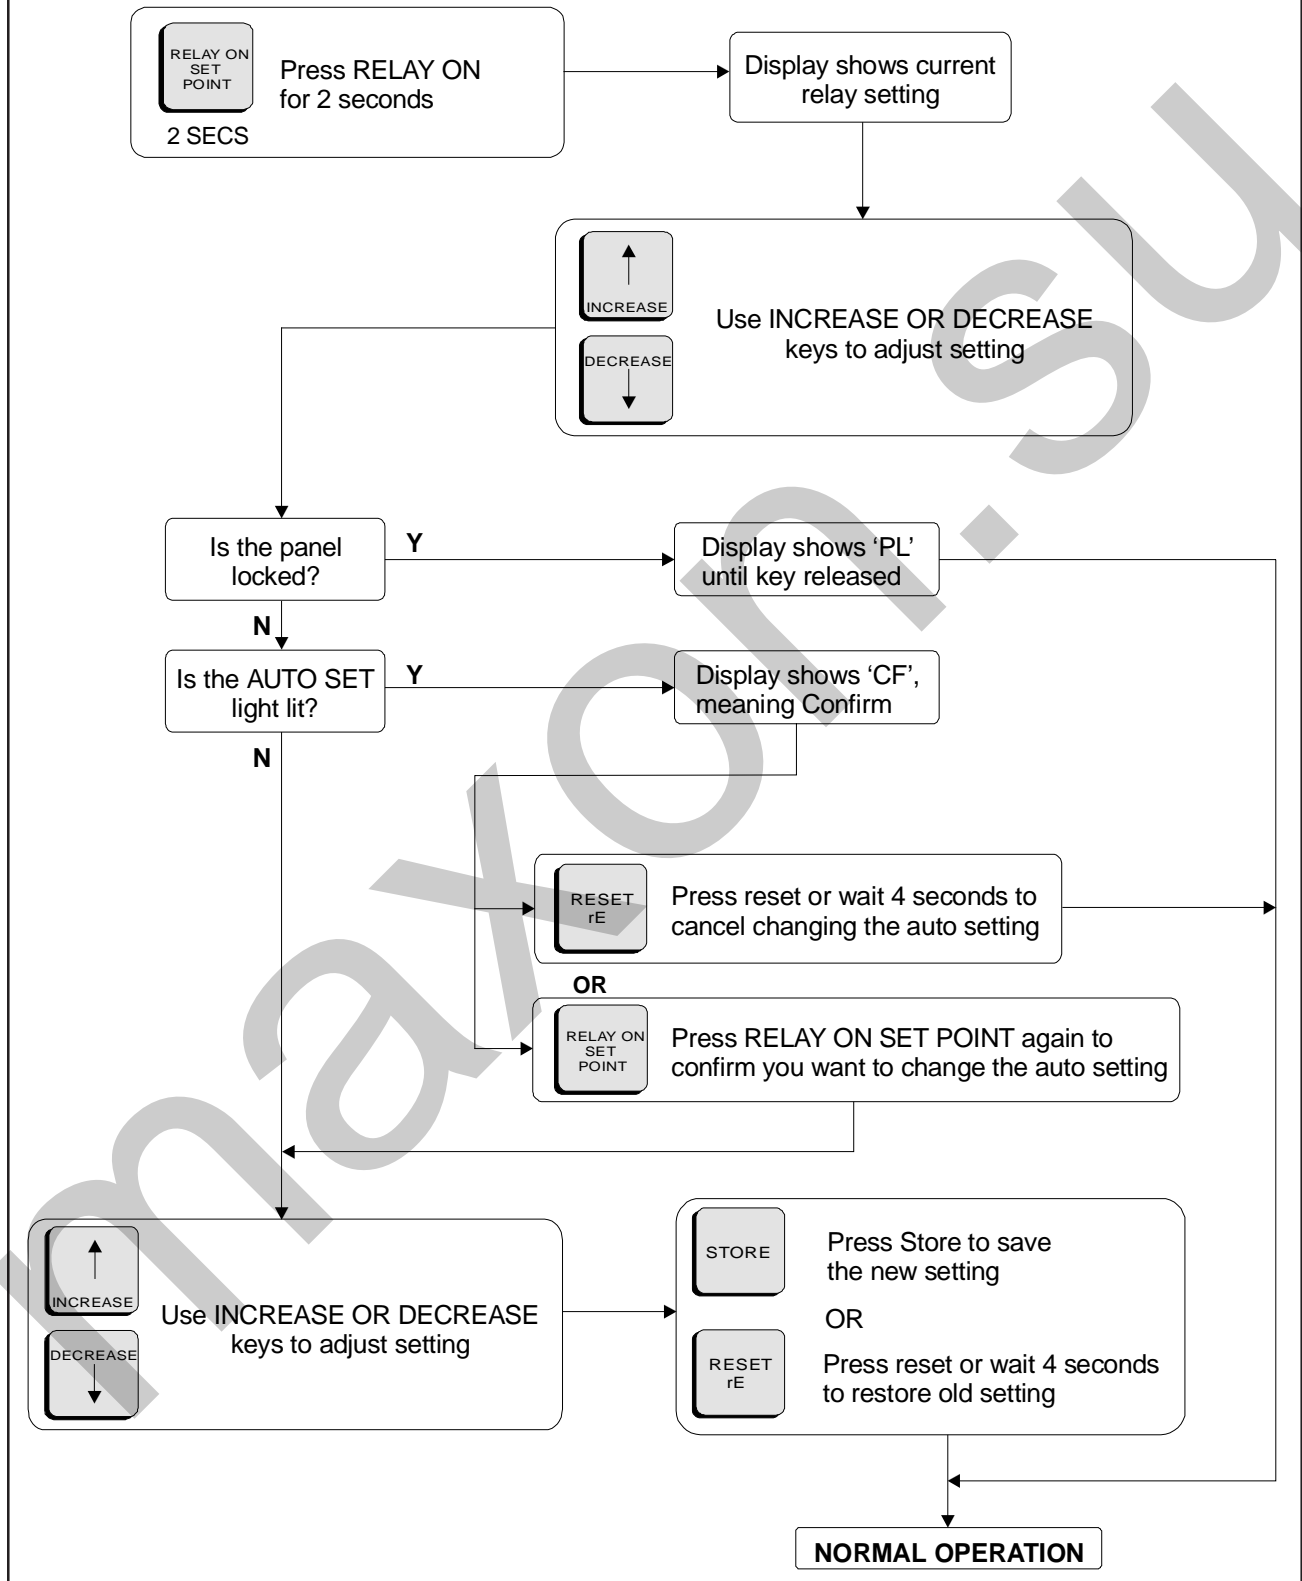 RELAY ON
SET
POINT
2 SECS
Press RELAY ON
for 2 seconds
Display shows current
relay setting
INCREASE
DECREASE
Use INCREASE OR DECREASE
keys to adjust setting
Is the panel
locked?
Y
Display shows ‘PL’
until key released
N
Is the AUTO SET
light lit?
Y
Display shows ‘CF’,
meaning Confirm
N
RESET
rE
Press reset or wait 4 seconds to
cancel changing the auto setting
OR
RELAY ON
SET
POINT
Press RELAY ON SET POINT again to
confirm you want to change the auto setting
INCREASE
DECREASE
Use INCREASE OR DECREASE
keys to adjust setting
STORE
Press Store to save
the new setting
OR
RESET
rE
Press reset or wait 4 seconds
to restore old setting
NORMAL OPERATION
maxon.su